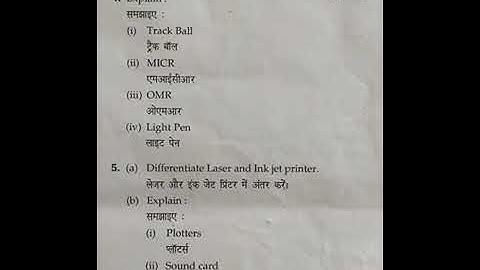 Explain :
समझाइए :
(i) Track Ball
ट्रैक बॉल
(ii) MICR
एमआईसीआर
(iii) OMR
ओएमआर
(iv) Light Pen
लाइट पेन
5. (a) Differentiate Laser and Ink jet printer.
लेजर और इंक जेट प्रिंटर में अंतर करें।
(b) Explain :
समझाइए :
(i) Plotters
प्लॉटर्स
(ii) Sound card